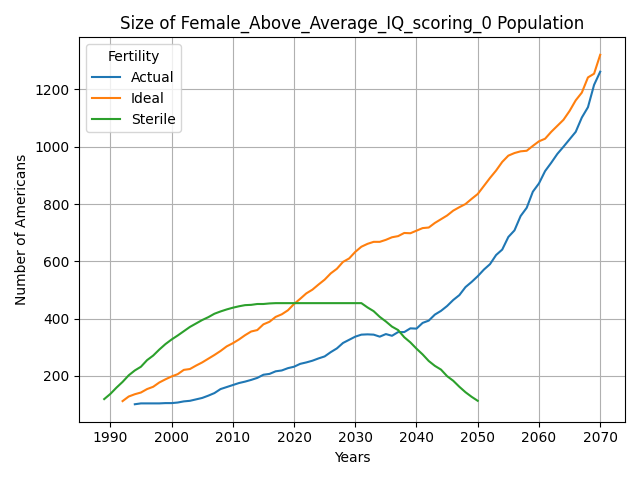 Size of Female_Above_Average_IQ_scoring_0 Population
Fertility
Actual
Ideal
Sterile
Number of Americans
1200
1000
800
600
400
200
1990 2000 2010 2020 2030 2040 2050 2060 2070
Years